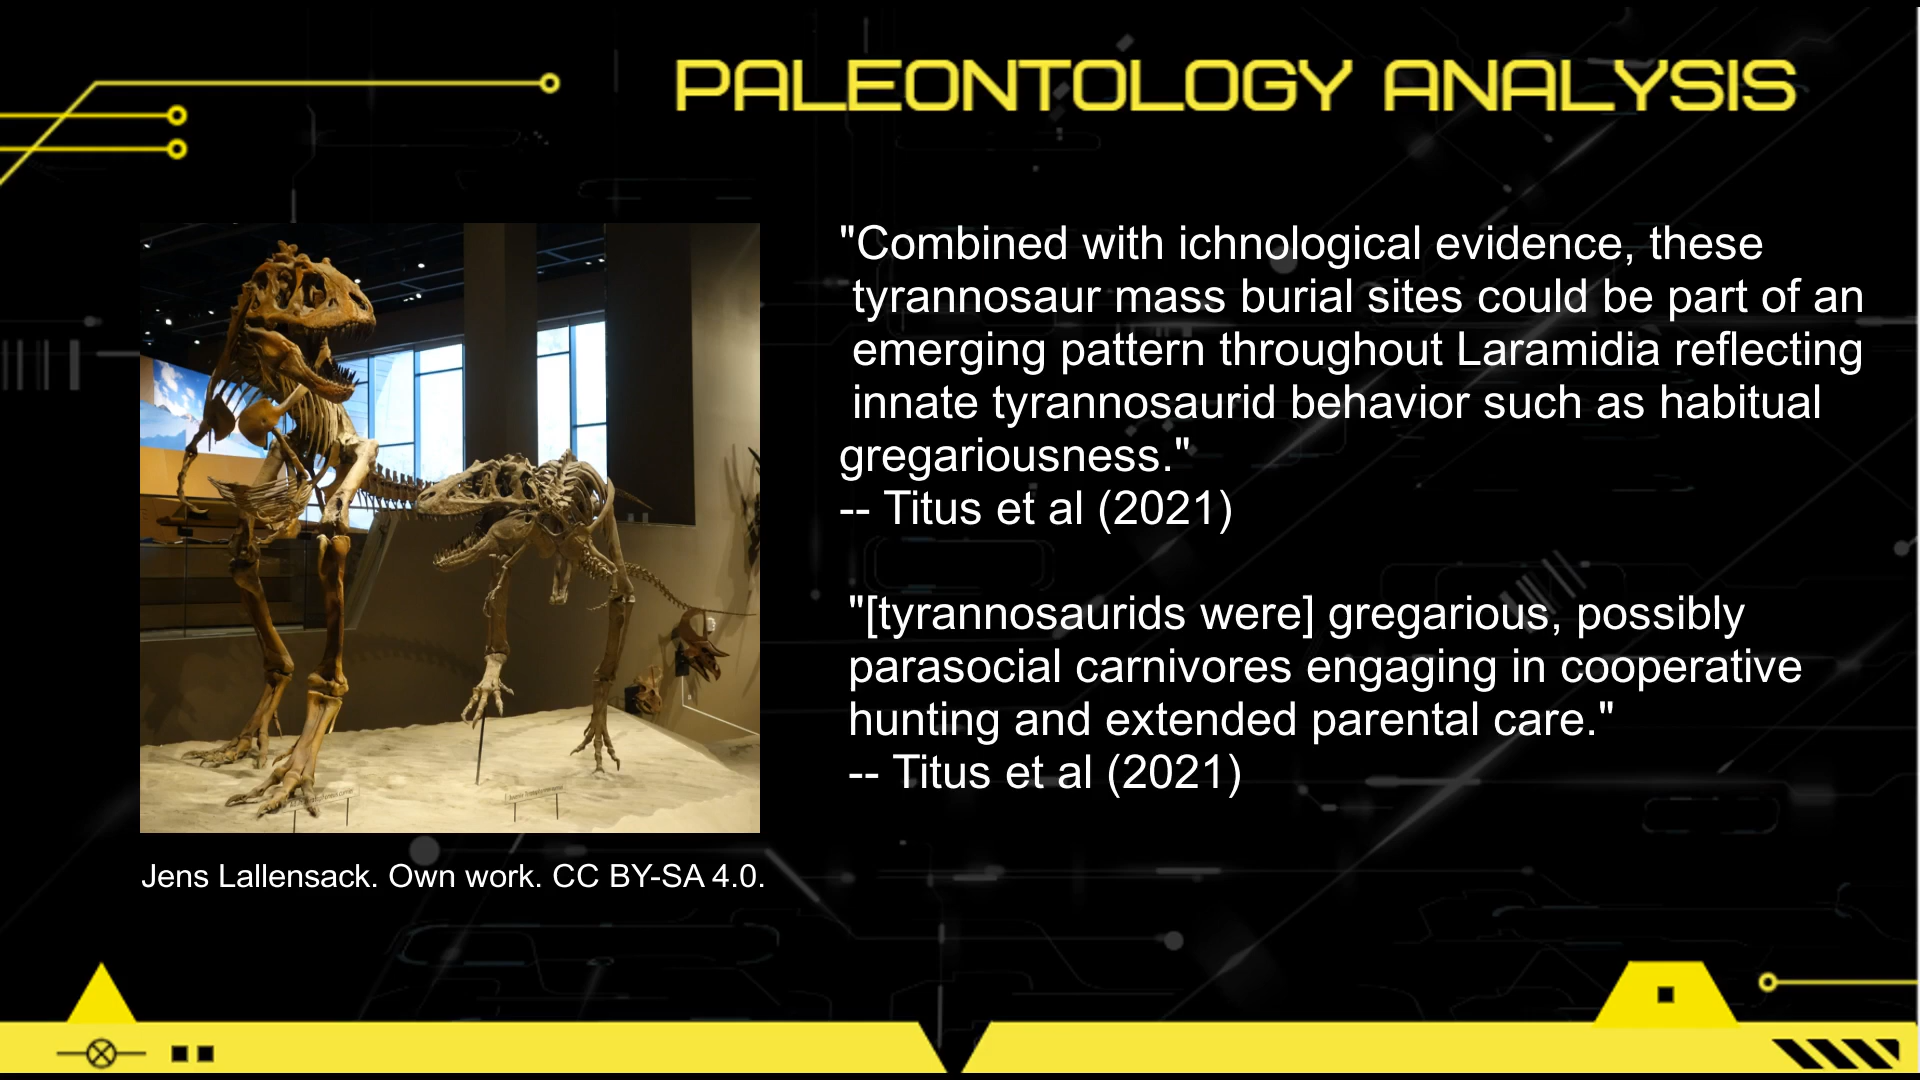 PALEONTOLOGY ANALYSIS
"Combined with ichnological evidence, these
tyrannosaur mass burial sites could be part of an
emerging pattern throughout Laramidia reflecting
innate tyrannosaurid behavior such as habitual
gregariousness."
-- Titus et al (2021)
"[tyrannosaurids were] gregarious, possibly
parasocial carnivores engaging in cooperative
hunting and extended parental care."
-- Titus et al (2021)
Jens Lallensack. Own work. CC BY-SA 4.0.